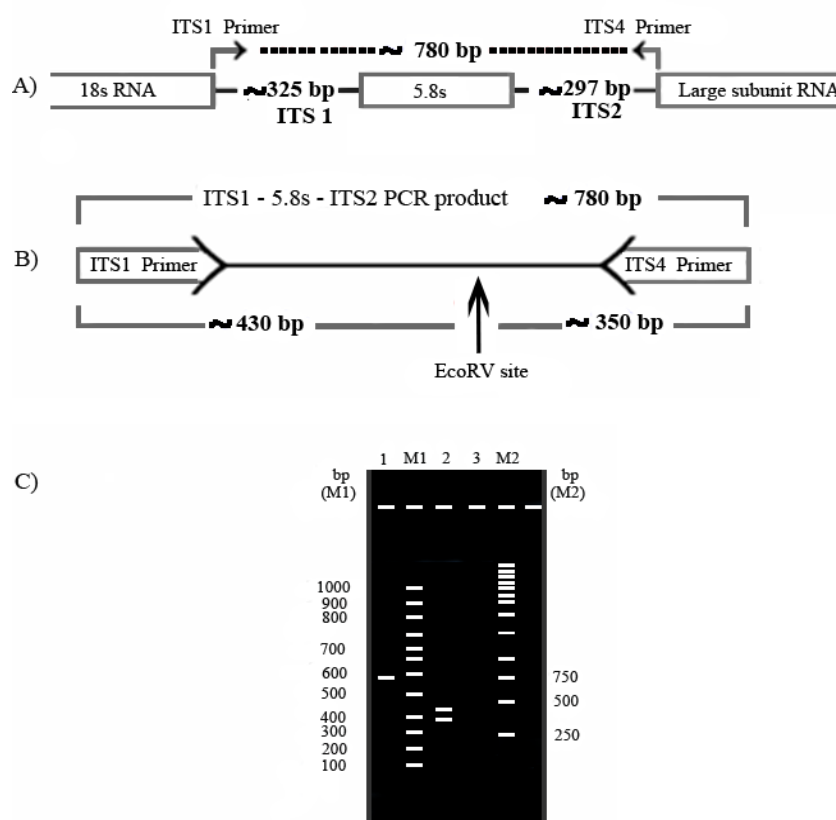 ITS1 Primer ITS4 Primer
~ 780 bp
A) 18s RNA ~325 bp 5.8s ~297 bp Large subunit RNA
ITS 1 ITS2
ITS1 - 5.8s - ITS2 PCR product ~ 780 bp
B) ITS1 Primer ITS4 Primer
~ 430 bp ~ 350 bp
EcoRV site
C) 1 M1 2 3 M2
bp bp
(M1) (M2)
1000
900
800
700
600 750
500 500
400
300 250
200
100